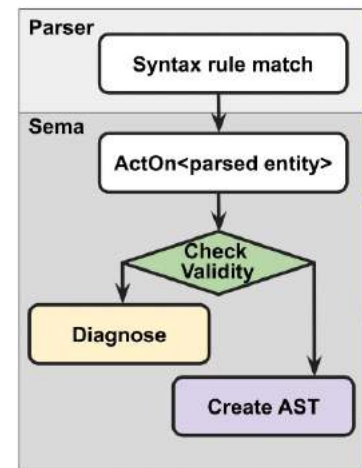 Parser
Syntax rule match
Sema
ActOn<parsed entity>
Check
Validity
Diagnose
Create AST